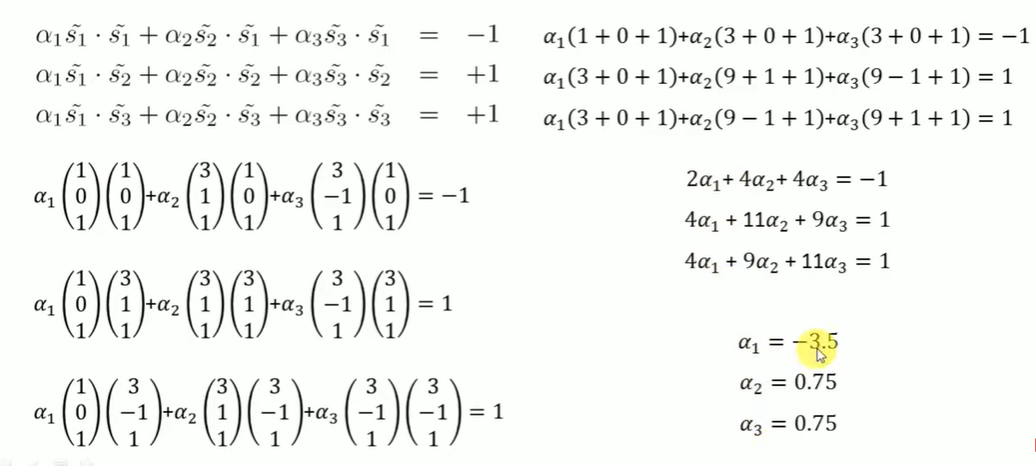 α₁s̃₁ · s̃₁ + α₂s̃₂ · s̃₁ + α₃s̃₃ · s̃₁ = −1
α₁s̃₁ · s̃₂ + α₂s̃₂ · s̃₂ + α₃s̃₃ · s̃₂ = +1
α₁s̃₁ · s̃₃ + α₂s̃₂ · s̃₃ + α₃s̃₃ · s̃₃ = +1
α₁(1 0 1)(1 0 1)+α₂(3 1 1)(1 0 1)+α₃(3 −1 1)(1 0 1) = −1
α₁(1 0 1)(3 1 1)+α₂(3 1 1)(3 1 1)+α₃(3 −1 1)(3 1 1) = 1
α₁(1 0 1)(3 −1 1)+α₂(3 1 1)(3 −1 1)+α₃(3 −1 1)(3 −1 1) = 1
α₁(1 + 0 + 1)+α₂(3 + 0 + 1)+α₃(3 + 0 + 1) = −1
α₁(3 + 0 + 1)+α₂(9 + 1 + 1)+α₃(9 − 1 + 1) = 1
α₁(3 + 0 + 1)+α₂(9 − 1 + 1)+α₃(9 + 1 + 1) = 1
2α₁+ 4α₂+ 4α₃ = −1
4α₁ + 11α₂ + 9α₃ = 1
4α₁ + 9α₂ + 11α₃ = 1
α₁ = −3.5
α₂ = 0.75
α₃ = 0.75